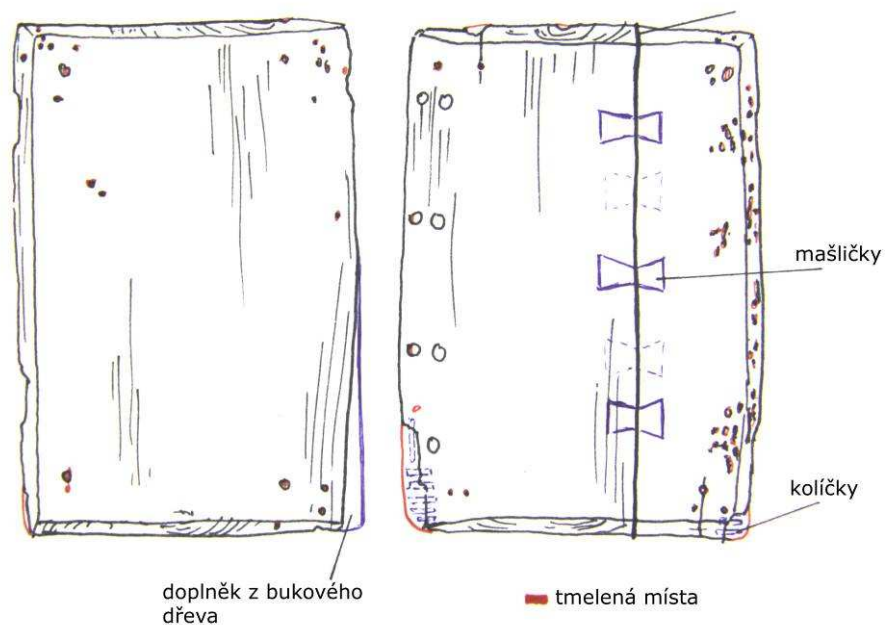 mašličky
kolíčky
doplněk z bukového
dřeva
tmelená místa